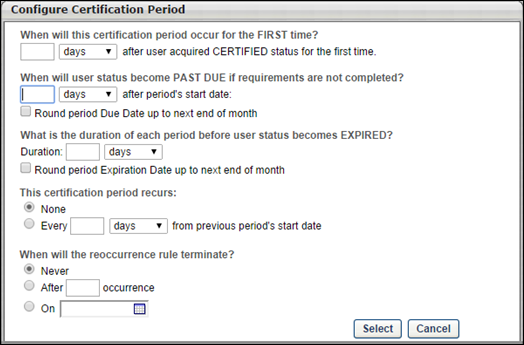 Configure Certification Period
When will this certification period occur for the FIRST time?
days after user acquired CERTIFIED status for the first time.
When will user status become PAST DUE if requirements are not completed?
days after period's start date:
Round period Due Date up to next end of month
What is the duration of each period before user status becomes EXPIRED?
Duration: days
Round period Expiration Date up to next end of month
This certification period recurs:
None
Every days from previous period's start date
When will the reoccurrence rule terminate?
Never
After occurrence
On
Select Cancel